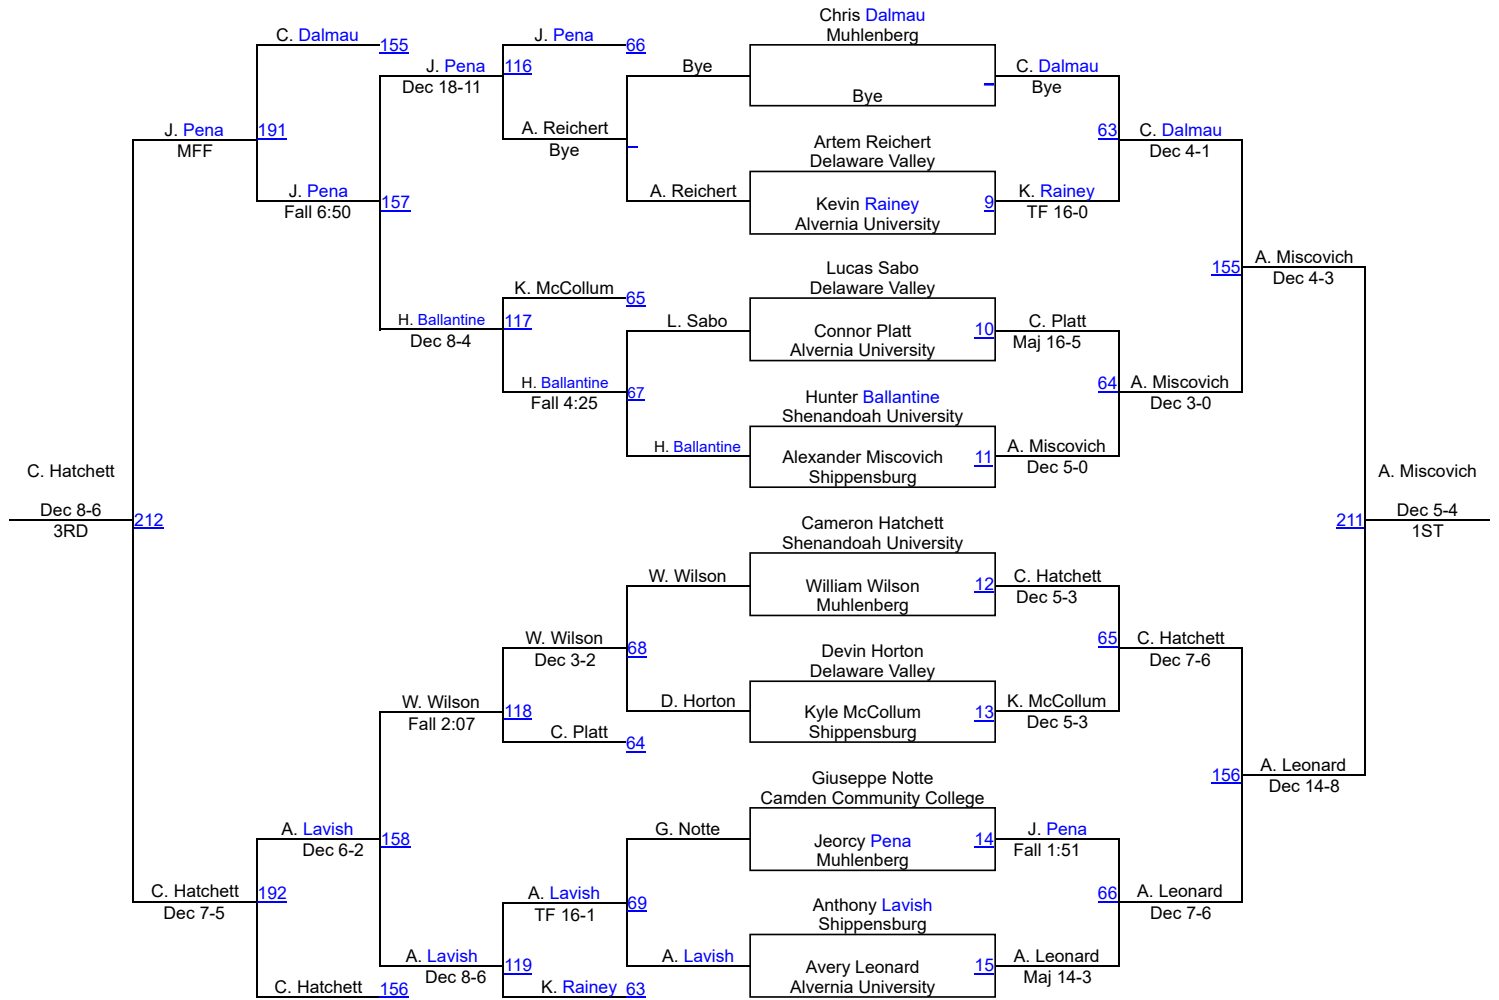 Chris Dalmau
Muhlenberg
C. Dalmau
155
J. Pena
66
Bye
Bye
C. Dalmau
Bye
J. Pena
116
Dec 18-11
J. Pena
191
MFF
A. Reichert
Bye
Artem Reichert
Delaware Valley
63
C. Dalmau
Dec 4-1
J. Pena
157
Fall 6:50
A. Reichert
Kevin Rainey
9
Alvernia University
K. Rainey
TF 16-0
Lucas Sabo
Delaware Valley
155
A. Miscovich
Dec 4-3
K. McCollum
65
H. Ballantine
117
Dec 8-4
L. Sabo
Connor Platt
10
Alvernia University
C. Platt
Maj 16-5
H. Ballantine
67
Fall 4:25
Hunter Ballantine
Shenandoah University
64
A. Miscovich
Dec 3-0
H. Ballantine
Alexander Miscovich
11
Shippensburg
A. Miscovich
Dec 5-0
C. Hatchett
Dec 8-6
212
3RD
A. Miscovich
211
Dec 5-4
1ST
Cameron Hatchett
Shenandoah University
W. Wilson
William Wilson
12
Muhlenberg
C. Hatchett
Dec 5-3
W. Wilson
68
Dec 3-2
Devin Horton
Delaware Valley
65
C. Hatchett
Dec 7-6
W. Wilson
118
Fall 2:07
D. Horton
Kyle McCollum
13
Shippensburg
K. McCollum
Dec 5-3
C. Platt
64
Giuseppe Notte
Camden Community College
156
A. Leonard
Dec 14-8
A. Lavish
158
Dec 6-2
G. Notte
Jeorcy Pena
14
Muhlenberg
J. Pena
Fall 1:51
C. Hatchett
192
Dec 7-5
A. Lavish
69
TF 16-1
Anthony Lavish
Shippensburg
66
A. Leonard
Dec 7-6
A. Lavish
119
Dec 8-6
A. Lavish
Avery Leonard
15
Alvernia University
A. Leonard
Maj 14-3
C. Hatchett
156
K. Rainey
63